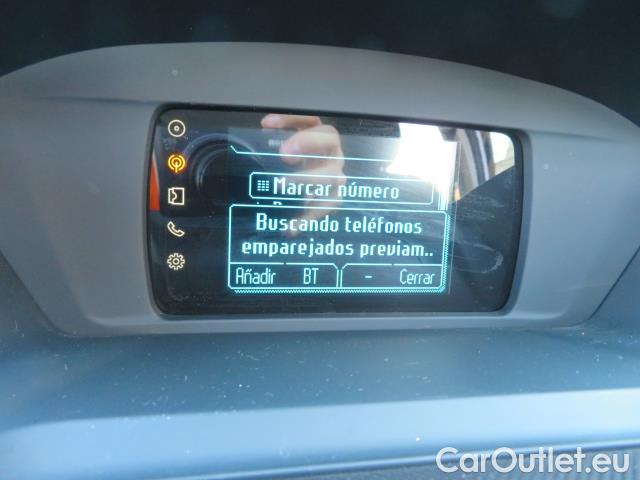 Marcar número
Buscando teléfonos
emparejados previam..
Añadir BT - Cerrar
CarOutlet.eu